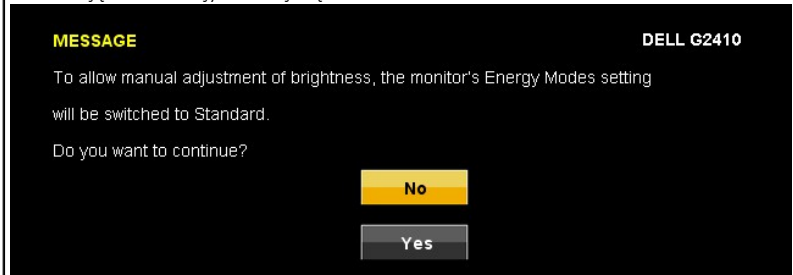 MESSAGE DELL G2410
To allow manual adjustment of brightness, the monitor's Energy Modes setting
will be switched to Standard.
Do you want to continue?
No
Yes